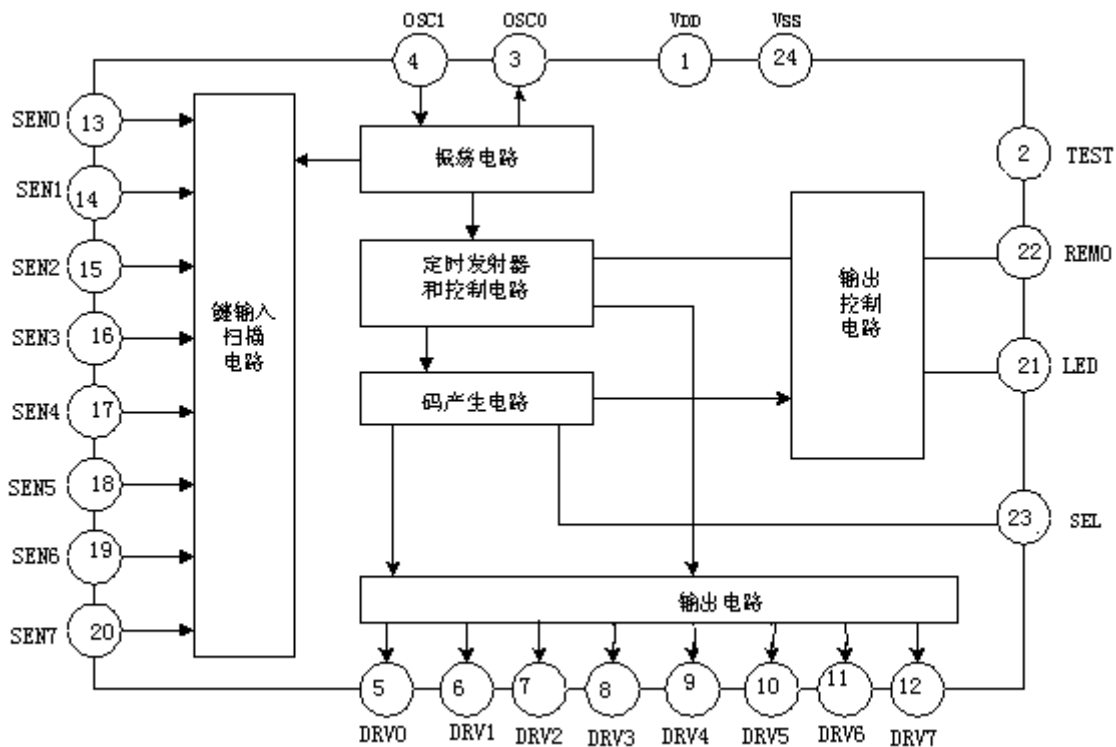 OSC1 OSCO VDD VSS
4 3 1 24
SENO 13
振荡电路
2 TEST
SEN1 14
22 REMO
SEN2 15
定时发射器
和控制电路
输出
控制
电路
键输入
扫描
电路
SEN3 16
21 LED
SEN4 17
码产生电路
SEN5 18
23 SEL
SEN6 19
输出电路
SEN7 20
5 6 7 8 9 10 11 12
DRVO DRV1 DRV2 DRV3 DRV4 DRV5 DRV6 DRV7